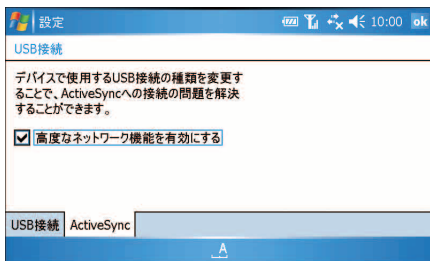 設定 10:00 ok
USB接続
デバイスで使用するUSB接続の種類を変更す
ることで、ActiveSyncへの接続の問題を解決
することができます。
高度なネットワーク機能を有効にする
USB接続 ActiveSync
A